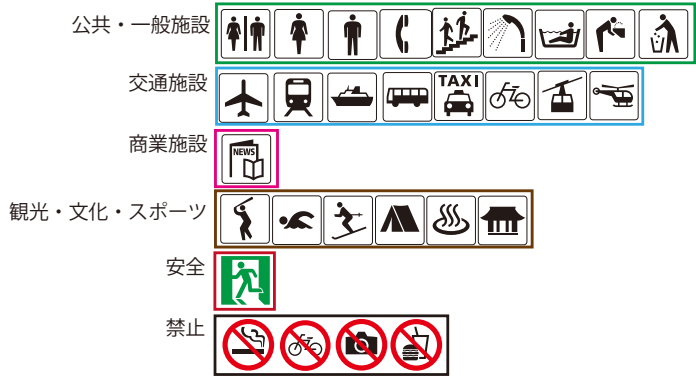 公共・一般施設
交通施設
TAXI
商業施設
NEWS
観光・文化・スポーツ
安全
禁止